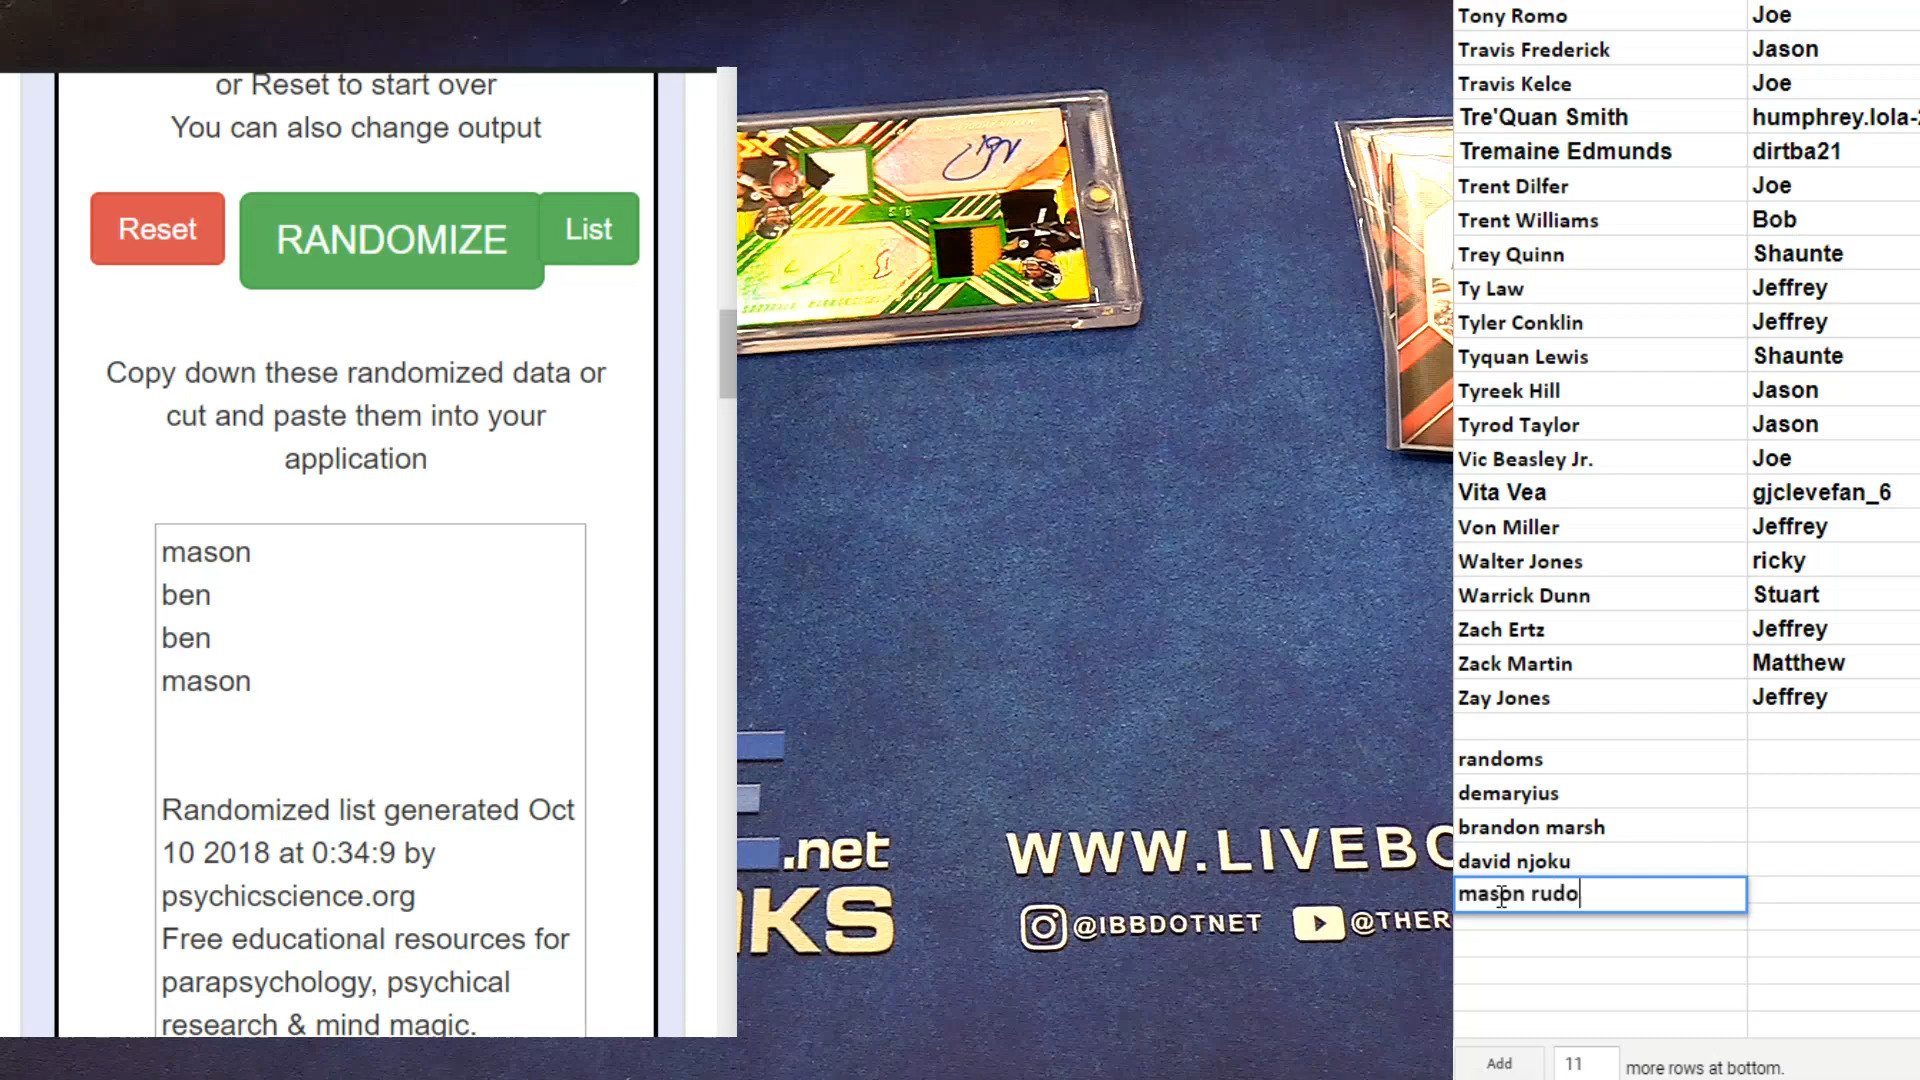 or Reset to start over
You can also change output
Reset
RANDOMIZE
List
Copy down these randomized data or
cut and paste them into your
application
mason
ben
ben
mason
Randomized list generated Oct
10 2018 at 0:34:9 by
psychicscience.org
Free educational resources for
parapsychology, psychical
research & mind magic.
.net
WWW.LIVEBO
KS
@IBBDOTNET
@THER
Tony Romo Joe
Travis Frederick Jason
Travis Kelce Joe
Tre'Quan Smith humphrey.lola-2
Tremaine Edmunds dirtba21
Trent Dilfer Joe
Trent Williams Bob
Trey Quinn Shaunte
Ty Law Jeffrey
Tyler Conklin Jeffrey
Tyquan Lewis Shaunte
Tyreek Hill Jason
Tyrod Taylor Jason
Vic Beasley Jr. Joe
Vita Vea gjclevefan_6
Von Miller Jeffrey
Walter Jones ricky
Warrick Dunn Stuart
Zach Ertz Jeffrey
Zack Martin Matthew
Zay Jones Jeffrey
randoms
demaryius
brandon marsh
david njoku
mason rudo
Add 11 more rows at bottom.